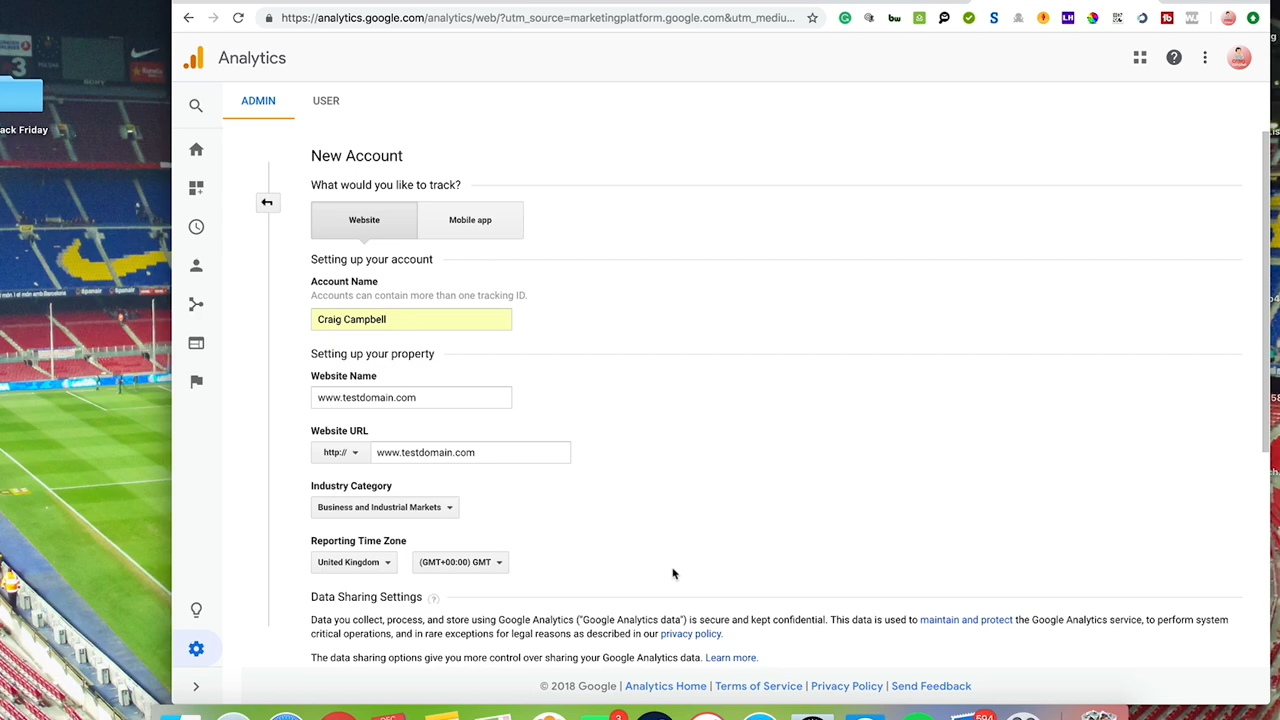 https://analytics.google.com/analytics/web/?utm_source=marketingplatform.google.com&utm_mediu...
Analytics
ADMIN
USER
ack Friday
New Account
What would you like to track?
Website
Mobile app
Setting up your account
Account Name
Accounts can contain more than one tracking ID.
Craig Campbell
Setting up your property
Website Name
www.testdomain.com
Website URL
http://
www.testdomain.com
Industry Category
Business and Industrial Markets
Reporting Time Zone
United Kingdom
(GMT+00:00) GMT
Data Sharing Settings ?
Data you collect, process, and store using Google Analytics ("Google Analytics data") is secure and kept confidential. This data is used to maintain and protect the Google Analytics service, to perform system
critical operations, and in rare exceptions for legal reasons as described in our privacy policy.
The data sharing options give you more control over sharing your Google Analytics data. Learn more.
© 2018 Google | Analytics Home | Terms of Service | Privacy Policy | Send Feedback
3
594